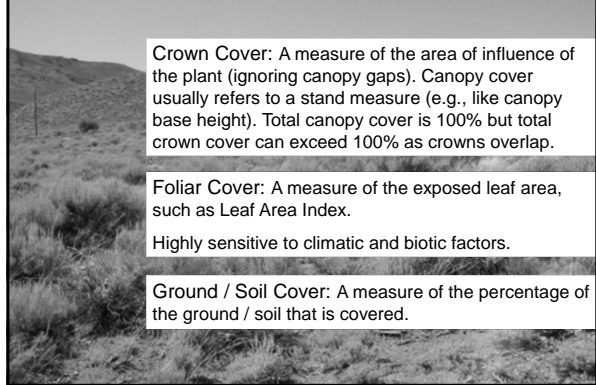 Crown Cover: A measure of the area of influence of
the plant (ignoring canopy gaps). Canopy cover
usually refers to a stand measure (e.g., like canopy
base height). Total canopy cover is 100% but total
crown cover can exceed 100% as crowns overlap.
Foliar Cover: A measure of the exposed leaf area,
such as Leaf Area Index.
Highly sensitive to climatic and biotic factors.
Ground / Soil Cover: A measure of the percentage of
the ground / soil that is covered.